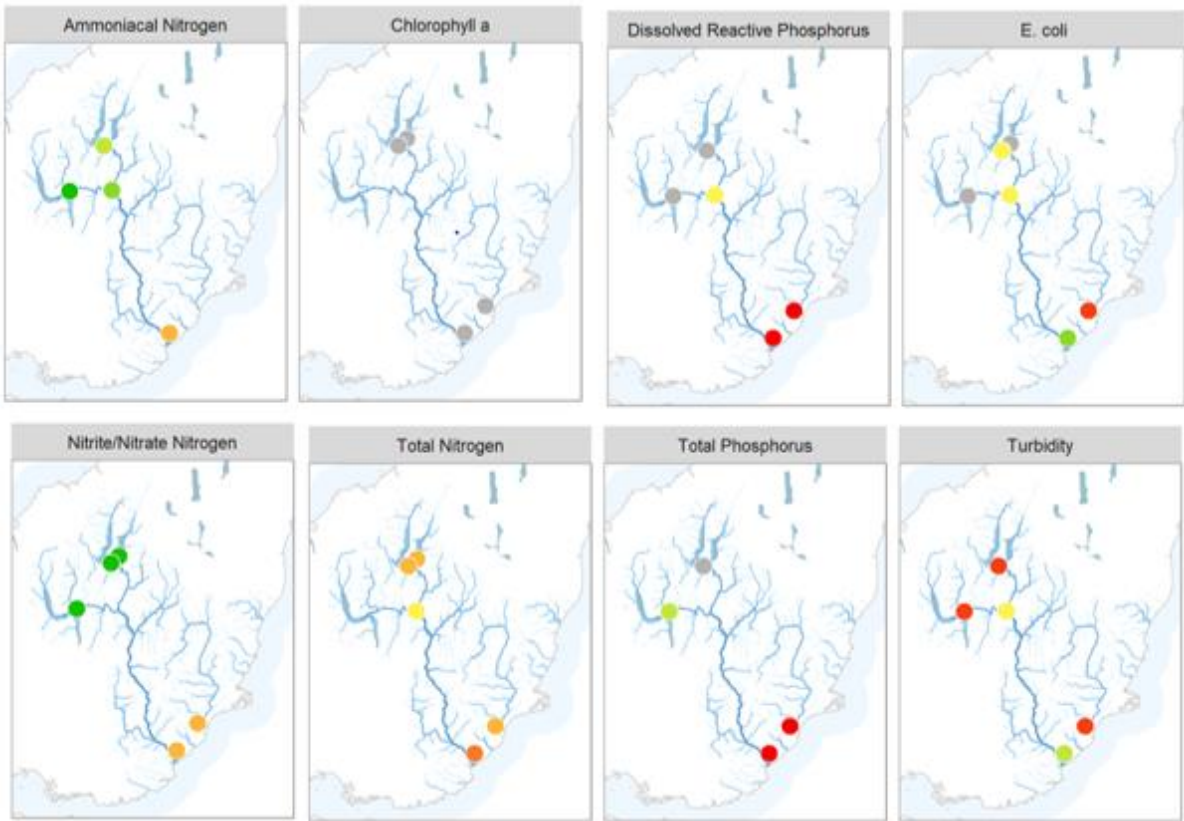 Ammoniacal Nitrogen
Chlorophyll a
Dissolved Reactive Phosphorus
E. coli
Nitrite/Nitrate Nitrogen
Total Nitrogen
Total Phosphorus
Turbidity